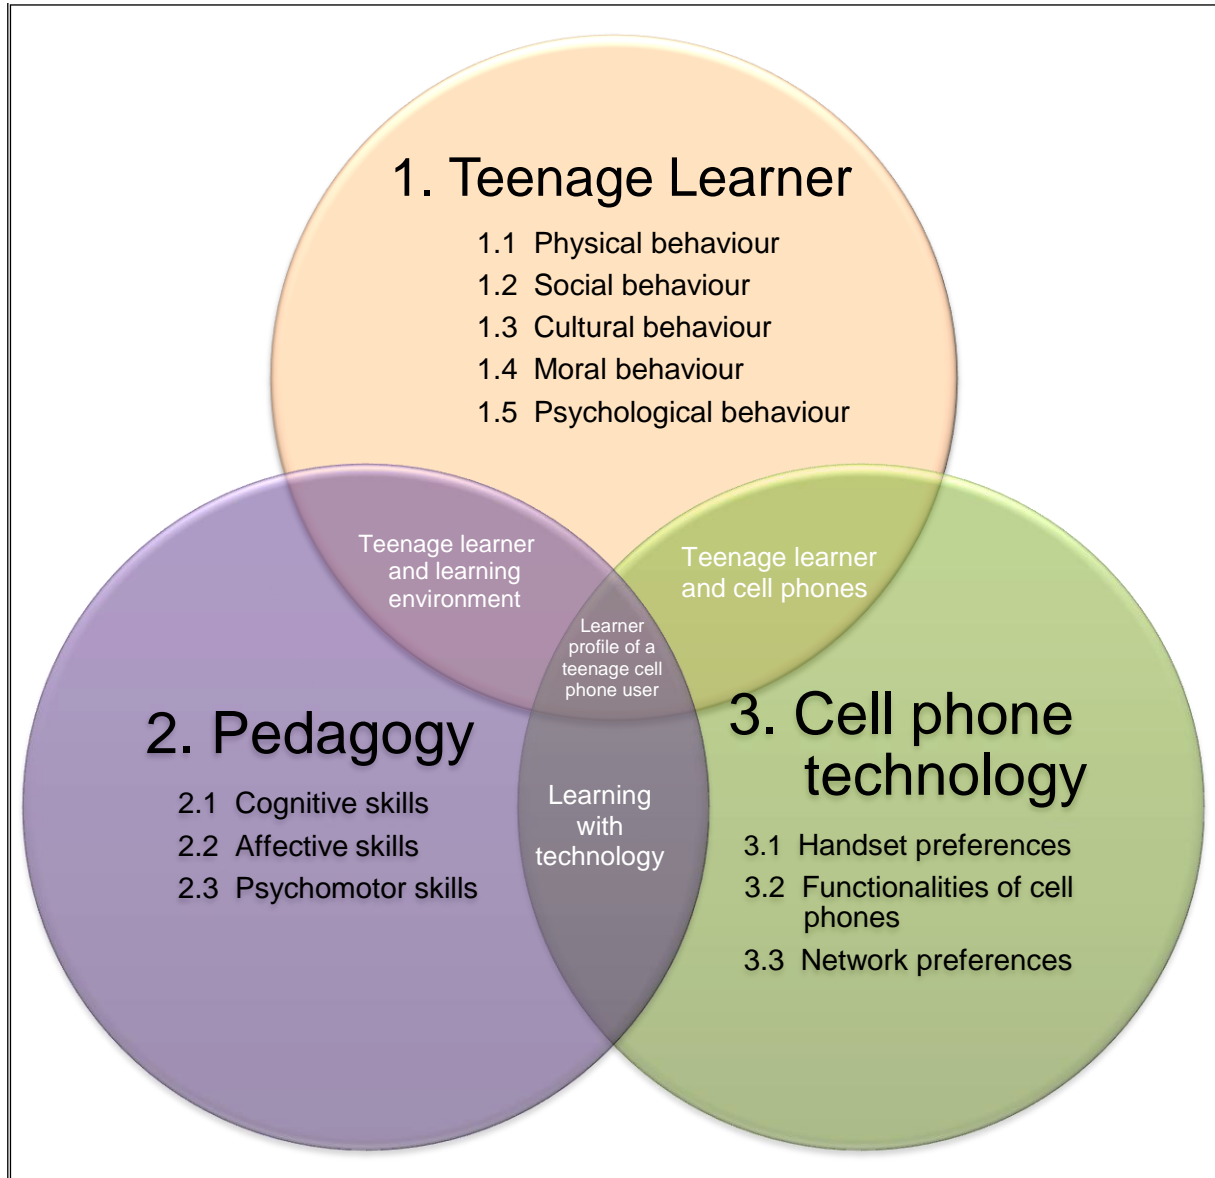 1. Teenage Learner
1.1 Physical behaviour
1.2 Social behaviour
1.3 Cultural behaviour
1.4 Moral behaviour
1.5 Psychological behaviour
Teenage learner
and learning
environment
Teenage learner
and cell phones
Learner
profile of a
teenage cell
phone user
2. Pedagogy
2.1 Cognitive skills
2.2 Affective skills
2.3 Psychomotor skills
Learning
with
technology
3. Cell phone
technology
3.1 Handset preferences
3.2 Functionalities of cell
phones
3.3 Network preferences